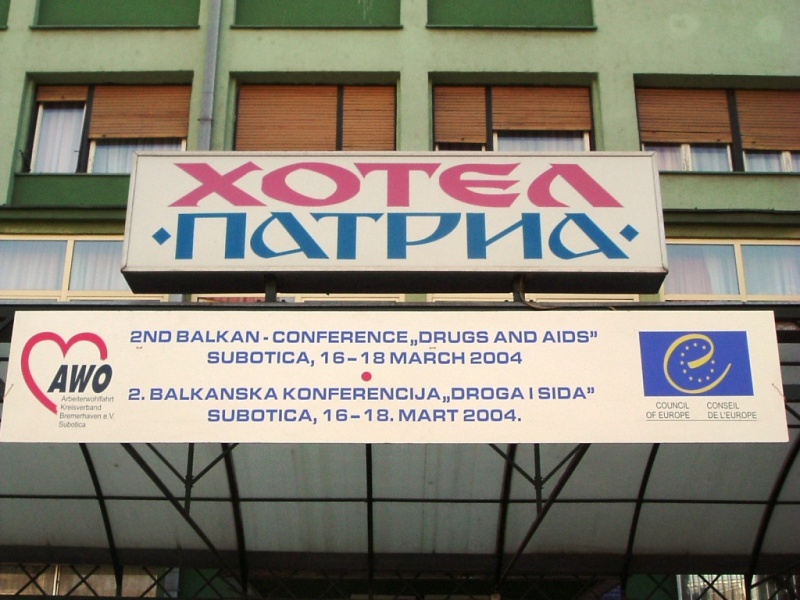 ХОТЕЛ
·ПАТРИА·
2ND BALKAN - CONFERENCE „DRUGS AND AIDS”
SUBOTICA, 16–18 MARCH 2004
2. BALKANSKA KONFERENCIJA „DROGA I SIDA”
SUBOTICA, 16–18. MART 2004.
AWO
Arbeiterwohlfahrt
Kreisverband
Bremerhaven e.V.
Subotica
COUNCIL
OF EUROPE
CONSEIL
DE L'EUROPE